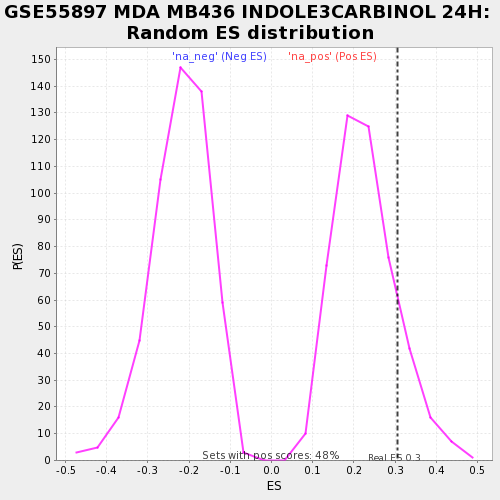 GSE55897 MDA MB436 INDOLE3CARBINOL 24H:
Random ES distribution
'na_neg' (Neg ES)
'na_pos' (Pos ES)
150
140
130
120
110
100
90
80
70
60
50
40
30
20
10
0
P(ES)
Sets with pos scores: 48%
Real ES 0.3
-0.5 -0.4 -0.3 -0.2 -0.1 0.0 0.1 0.2 0.3 0.4 0.5
ES